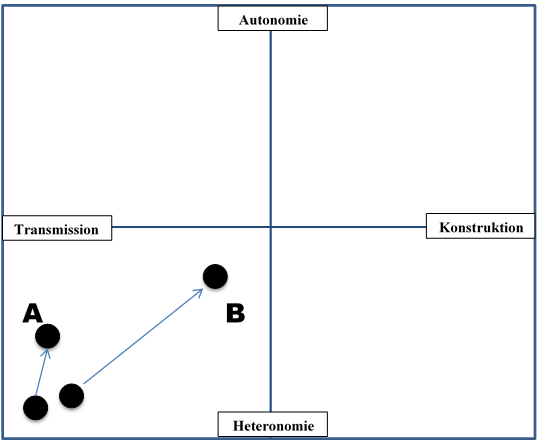 Autonomie
Transmission
Konstruktion
A
B
Heteronomie